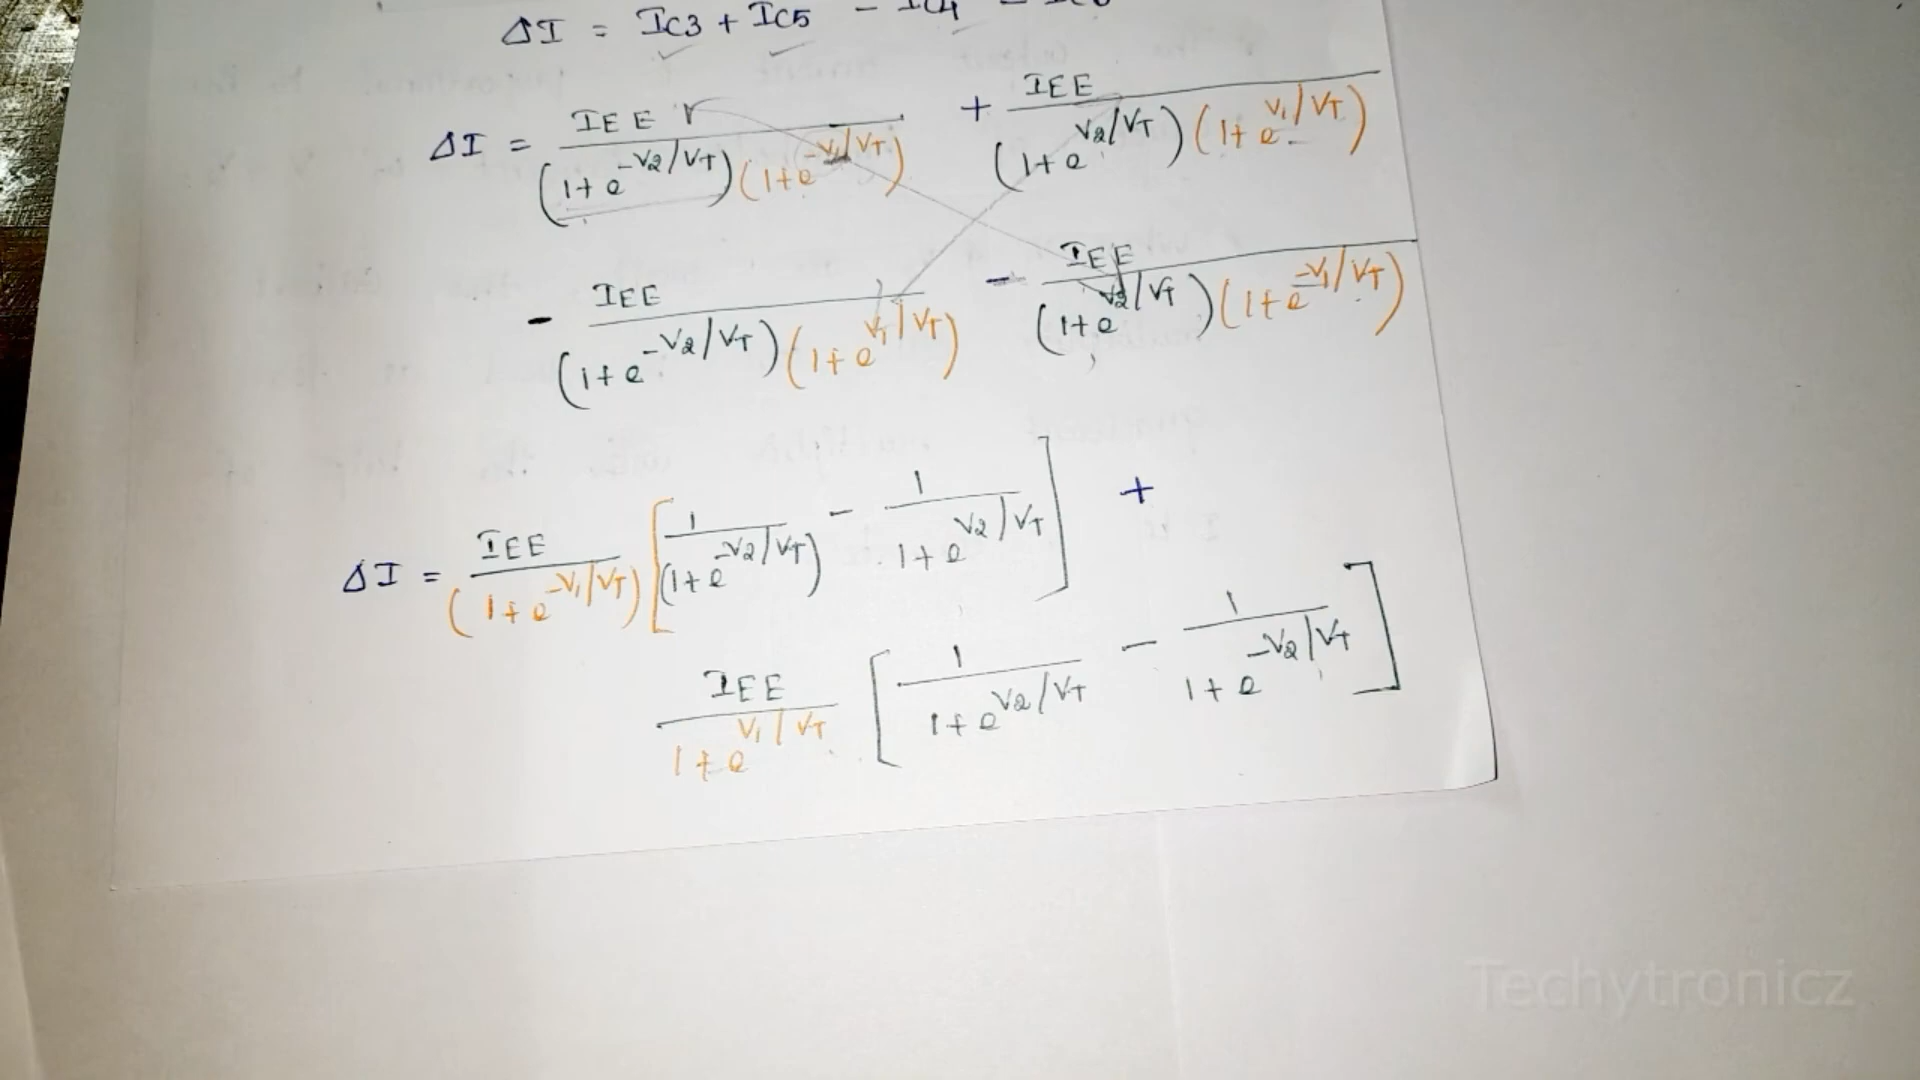 ΔI = IC3 + IC5 - IC4 -
ΔI = IEE / (1+e^-V2/VT)(1+e^-V1/VT) + IEE / (1+e^V2/VT)(1+e^V1/VT)
- IEE / (1+e^-V2/VT)(1+e^V1/VT) - IEE / (1+e^V2/VT)(1+e^-V1/VT)
ΔI = IEE / (1+e^-V1/VT) [1 / (1+e^-V2/VT) - 1 / 1+e^V2/VT] +
IEE / 1+e^V1/VT [1 / 1+e^V2/VT - 1 / 1+e^-V2/VT]
Techytronicz